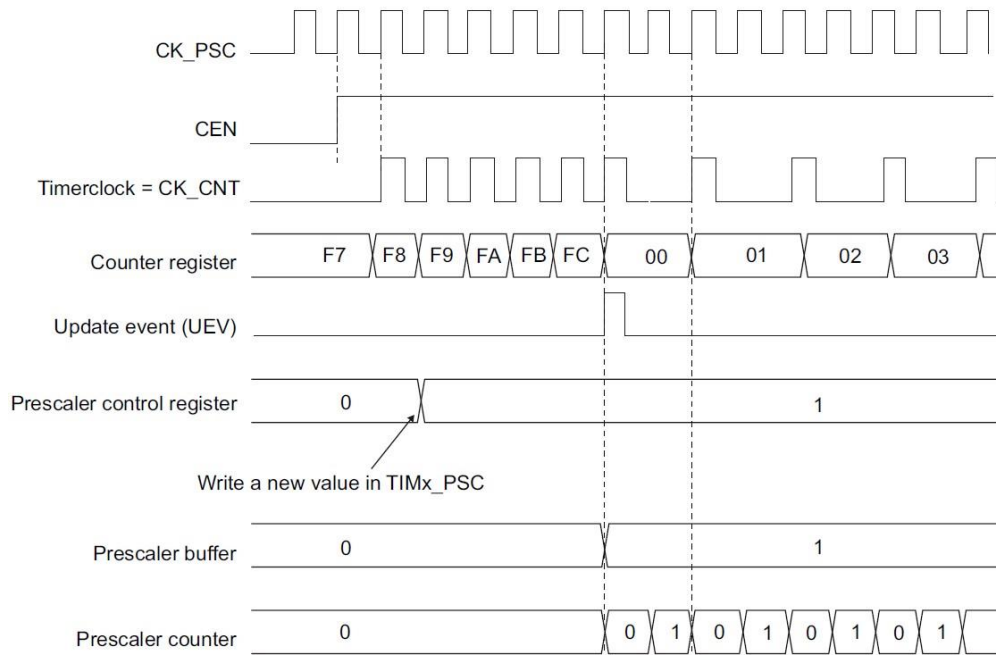 CK_PSC
CEN
Timerclock = CK_CNT
Counter register F7 F8 F9 FA FB FC 00 01 02 03
Update event (UEV)
Prescaler control register 0 1
Write a new value in TIMx_PSC
Prescaler buffer 0 1
Prescaler counter 0 0 1 0 1 0 1 0 1